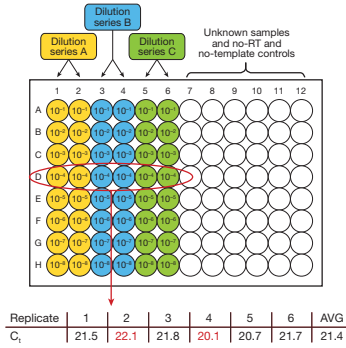 Dilution
series B
Dilution
series A
Dilution
series C
Unknown samples
and no-RT and
no-template controls
1 2 3 4 5 6 7 8 9 10 11 12
A 10⁻¹ 10⁻¹ 10⁻¹ 10⁻¹ 10⁻¹ 10⁻¹
B 10⁻² 10⁻² 10⁻² 10⁻² 10⁻² 10⁻²
C 10⁻³ 10⁻³ 10⁻³ 10⁻³
D 10⁻⁴ 10⁻⁴ 10⁻⁴ 10⁻⁴ 10⁻⁴ 10⁻⁴
E 10⁻⁵ 10⁻⁵ 10⁻⁵ 10⁻⁵ 10⁻⁵ 10⁻⁵
F 10⁻⁶ 10⁻⁶ 10⁻⁶ 10⁻⁶ 10⁻⁶ 10⁻⁶
G 10⁻⁷ 10⁻⁷ 10⁻⁷ 10⁻⁷ 10⁻⁷ 10⁻⁷
H 10⁻⁸ 10⁻⁸ 10⁻⁸ 10⁻⁸ 10⁻⁸ 10⁻⁸
Replicate 1 2 3 4 5 6 AVG
Cₜ 21.5 22.1 21.8 20.1 20.7 21.7 21.4